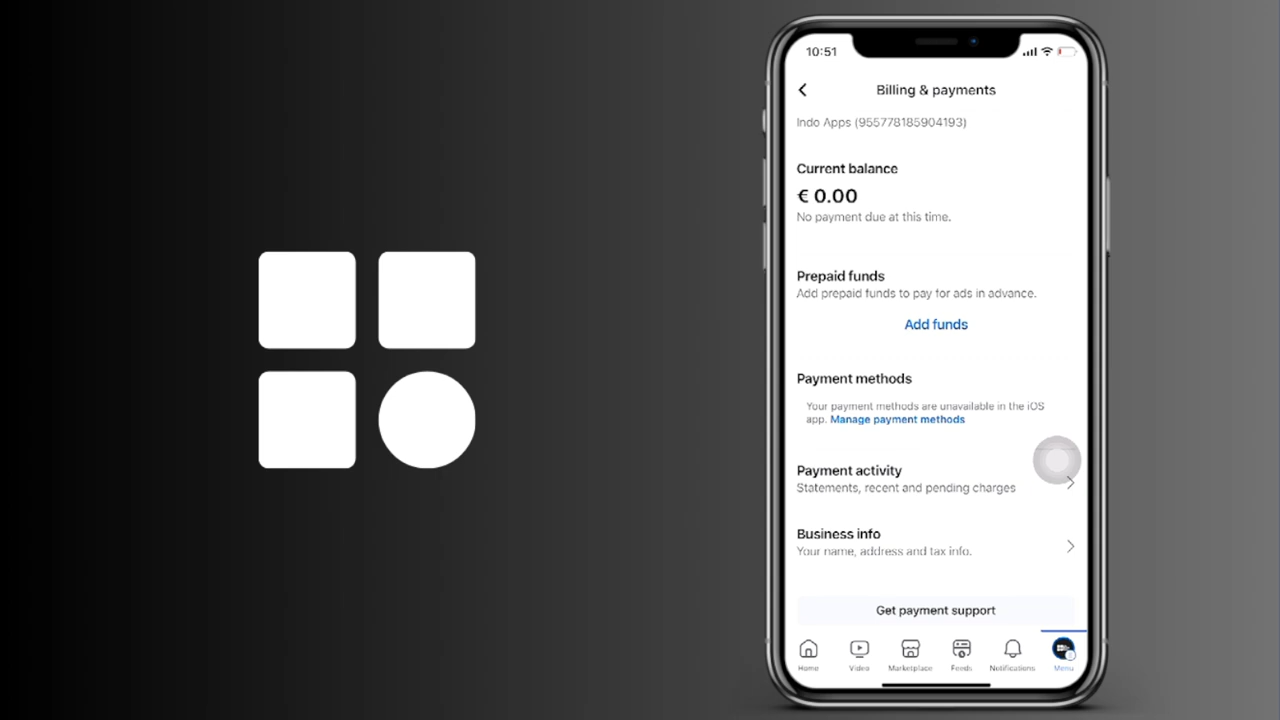 10:51
Billing & payments
Indo Apps (955778185904193)
Current balance
€ 0.00
No payment due at this time.
Prepaid funds
Add prepaid funds to pay for ads in advance.
Add funds
Payment methods
Your payment methods are unavailable in the iOS
app. Manage payment methods
Payment activity
Statements, recent and pending charges
Business info
Your name, address and tax info.
Get payment support
Home Video Marketplace Feeds Notifications Menu